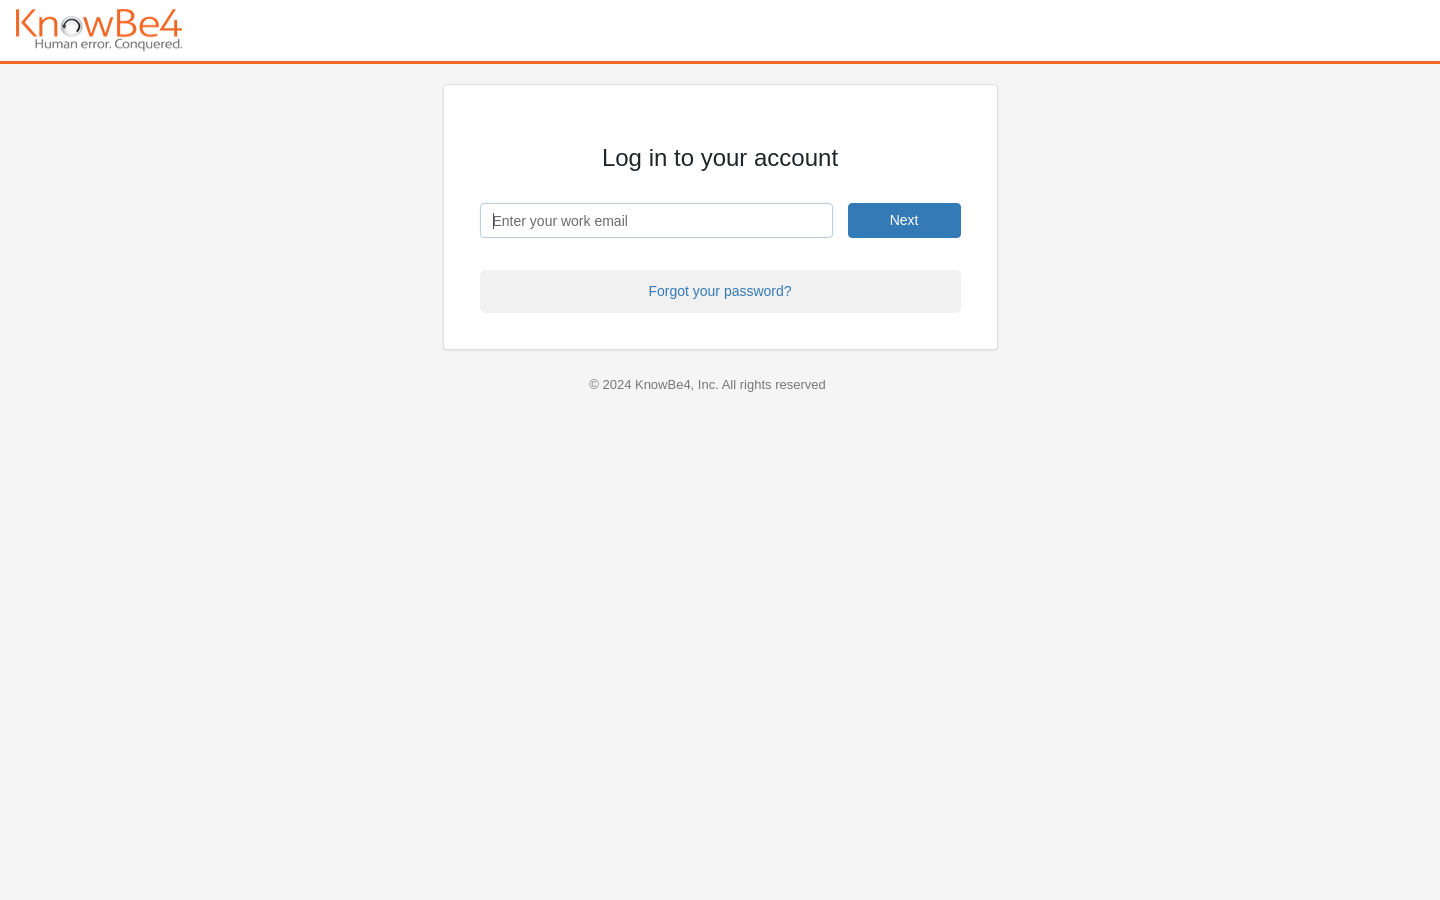 KnowBe4
Human error. Conquered.
Log in to your account
Enter your work email
Next
Forgot your password?
© 2024 KnowBe4, Inc. All rights reserved